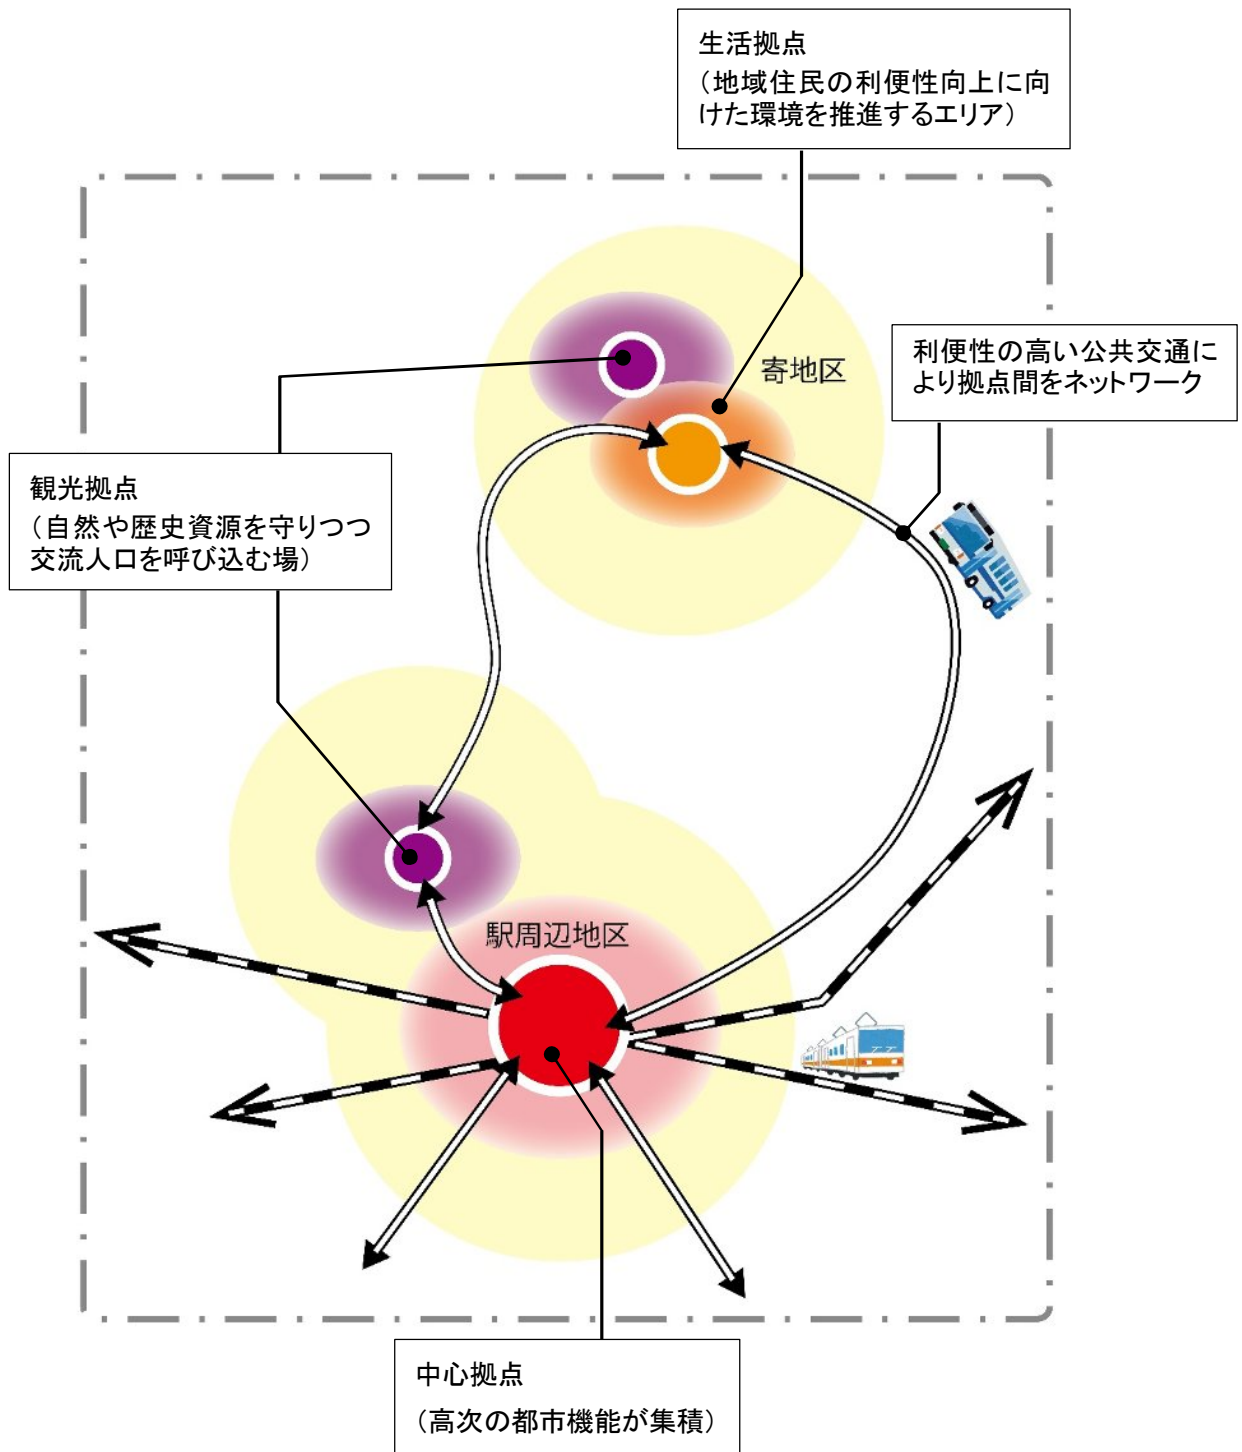 生活拠点
（地域住民の利便性向上に向
けた環境を推進するエリア）
寄地区
利便性の高い公共交通に
より拠点間をネットワーク
観光拠点
（自然や歴史資源を守りつつ
交流人口を呼び込む場）
駅周辺地区
中心拠点
（高次の都市機能が集積）